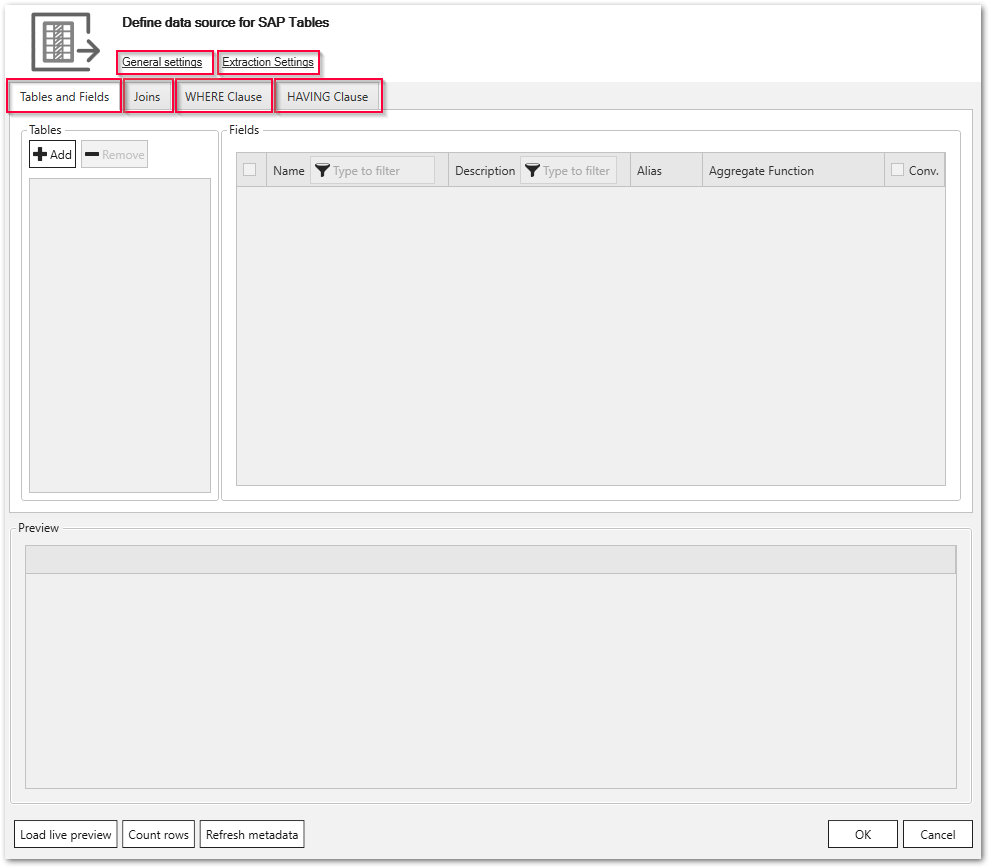 Define data source for SAP Tables
General settings Extraction Settings
Tables and Fields Joins WHERE Clause HAVING Clause
Tables Fields
Add Remove
Name Type to filter Description Type to filter Alias Aggregate Function Conv.
Preview
Load live preview Count rows Refresh metadata OK Cancel